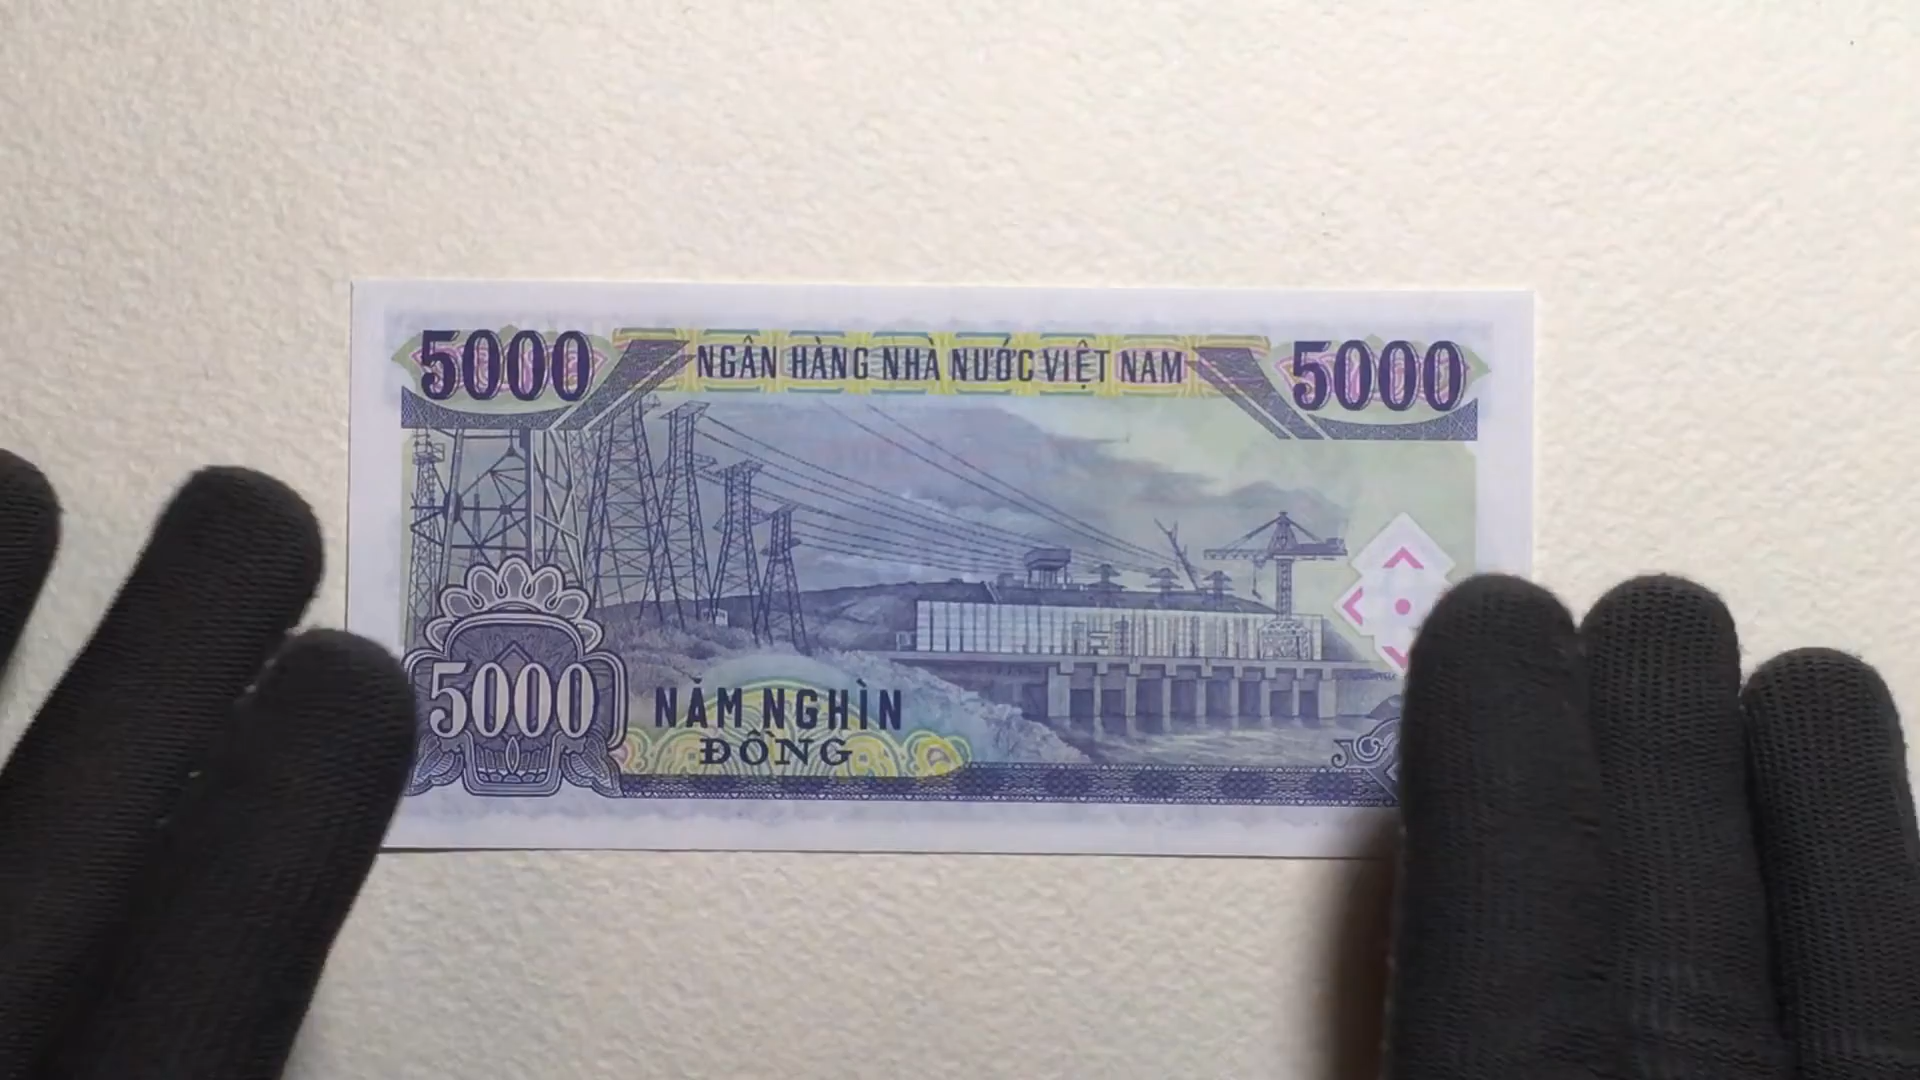 5000 NGÂN HÀNG NHÀ NƯỚC VIỆT NAM 5000
5000 NĂM NGHÌN
ĐỒNG